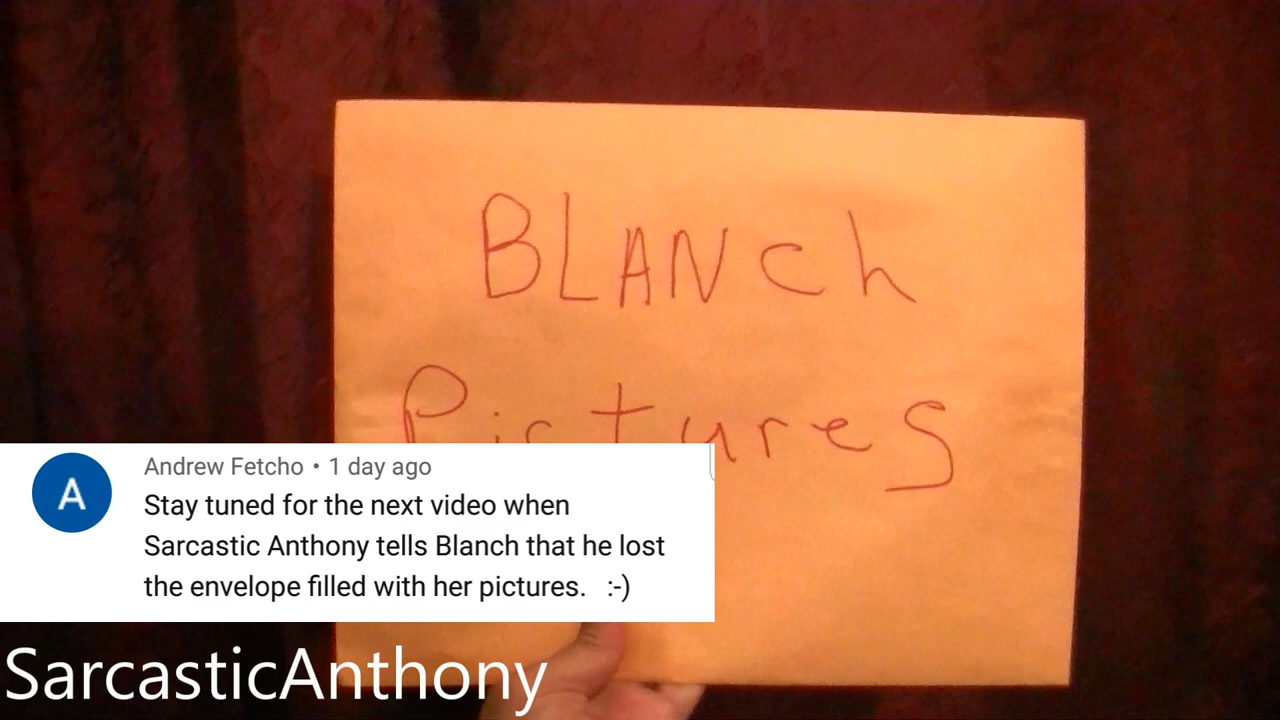 BLANch
Pictures
Andrew Fetcho • 1 day ago
Stay tuned for the next video when
Sarcastic Anthony tells Blanch that he lost
the envelope filled with her pictures. :-)
A
SarcasticAnthony